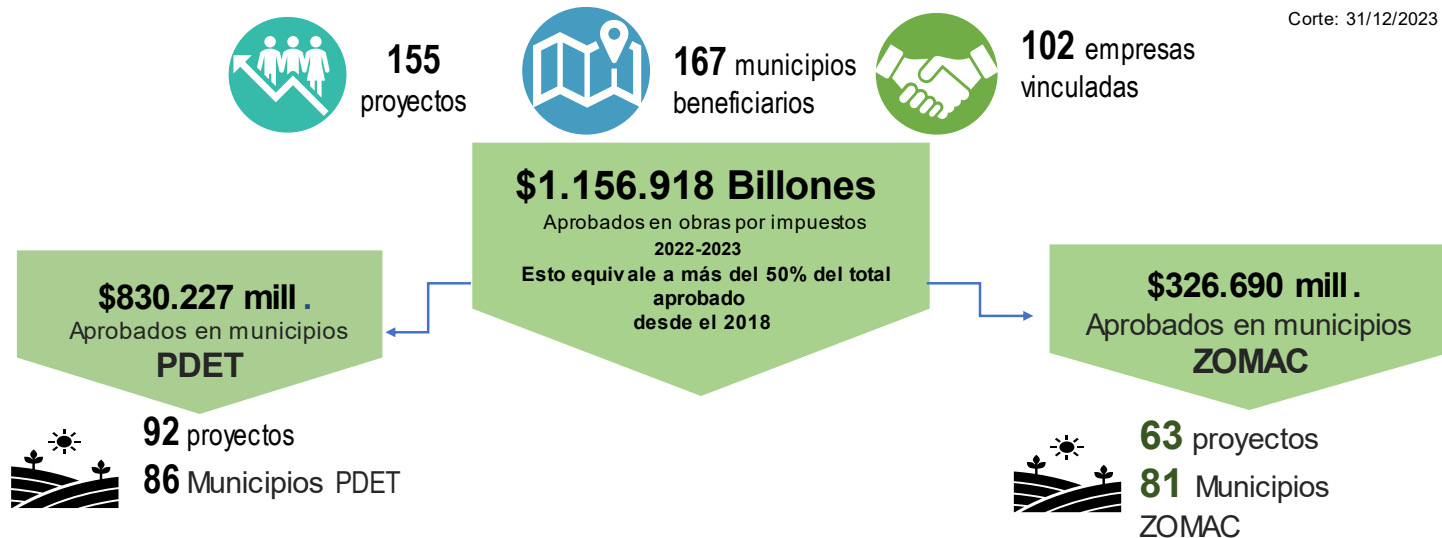 Corte: 31/12/2023
155
proyectos
167 municipios
beneficiarios
102 empresas
vinculadas
$1.156.918 Billones
Aprobados en obras por impuestos
2022-2023
Esto equivale a más del 50% del total
aprobado
desde el 2018
$830.227 mill.
Aprobados en municipios
PDET
92 proyectos
86 Municipios PDET
$326.690 mill.
Aprobados en municipios
ZOMAC
63 proyectos
81 Municipios
ZOMAC